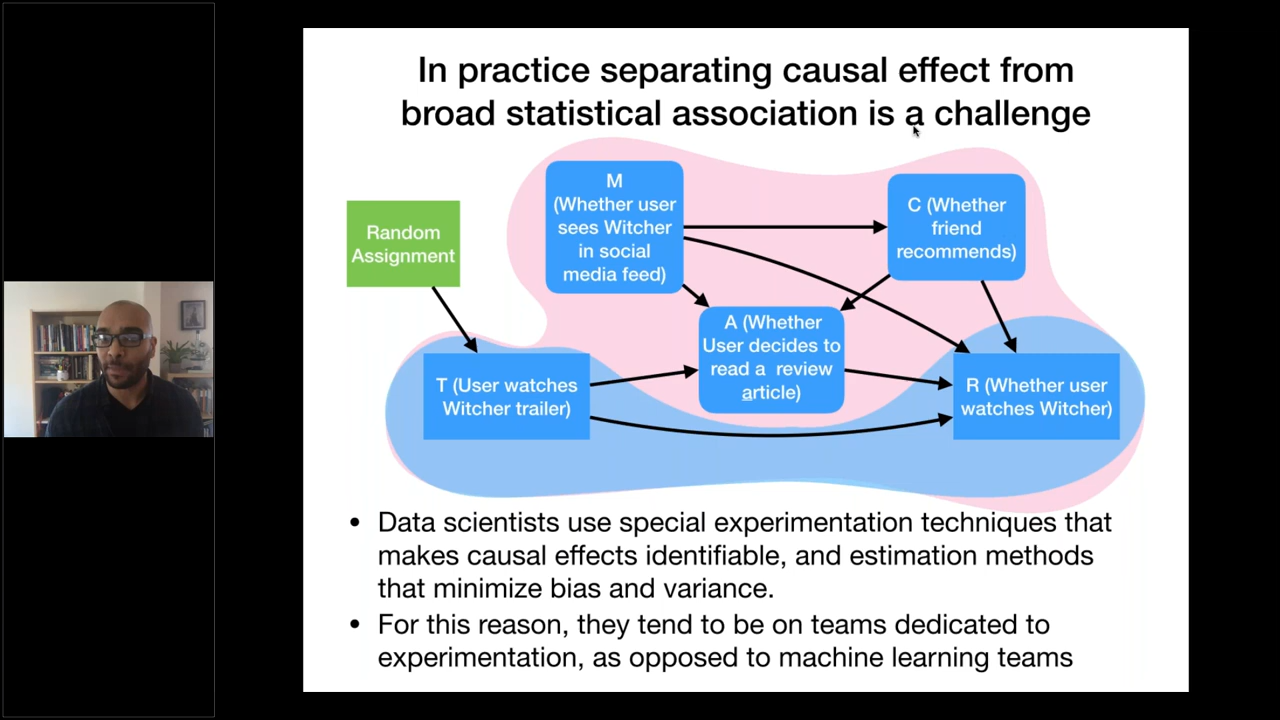 In practice separating causal effect from
broad statistical association is a challenge
Random
Assignment
M
(Whether user
sees Witcher
in social
media feed)
C (Whether
friend
recommends)
A (Whether
User decides to
read a review
article)
T (User watches
Witcher trailer)
R (Whether user
watches Witcher)
• Data scientists use special experimentation techniques that
makes causal effects identifiable, and estimation methods
that minimize bias and variance.
• For this reason, they tend to be on teams dedicated to
experimentation, as opposed to machine learning teams